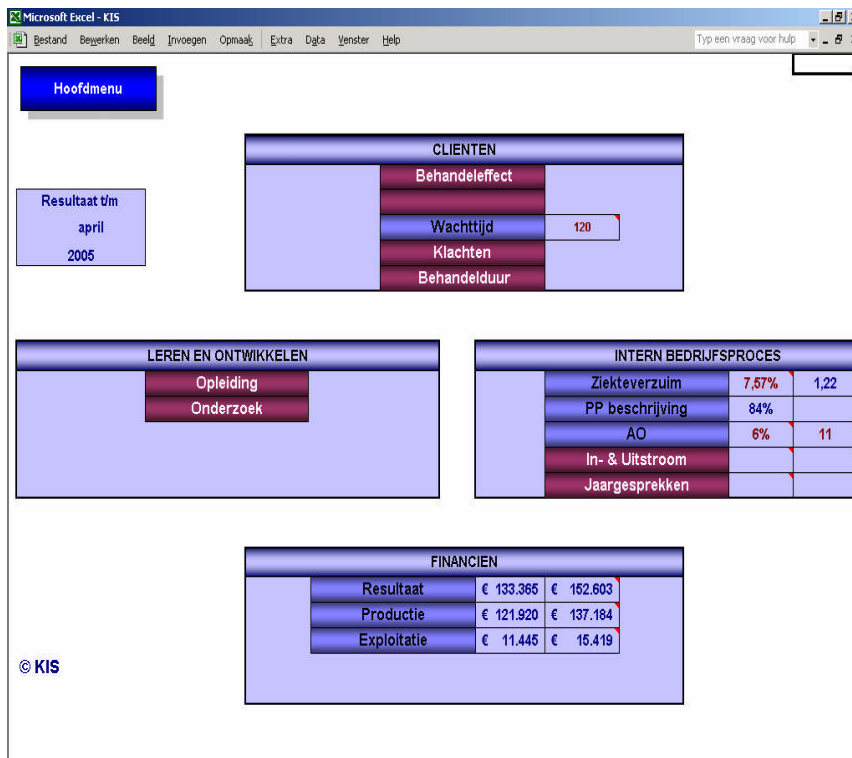 Microsoft Excel - KIS
Bestand Bewerken Beeld Invoegen Opmaak Extra Data Venster Help Typ een vraag voor hulp
Hoofdmenu
CLIENTEN
Behandeleffect
Resultaat t/m
april
2005
Wachttijd 120
Klachten
Behandelduur
LEREN EN ONTWIKKELEN
Opleiding
Onderzoek
INTERN BEDRIJFSPROCES
Ziekteverzuim 7,57% 1,22
PP beschrijving 84%
AO 6% 11
In- & Uitstroom
Jaargesprekken
FINANCIEN
Resultaat € 133.365 € 152.603
Productie € 121.920 € 137.184
Exploitatie € 11.445 € 15.419
© KIS